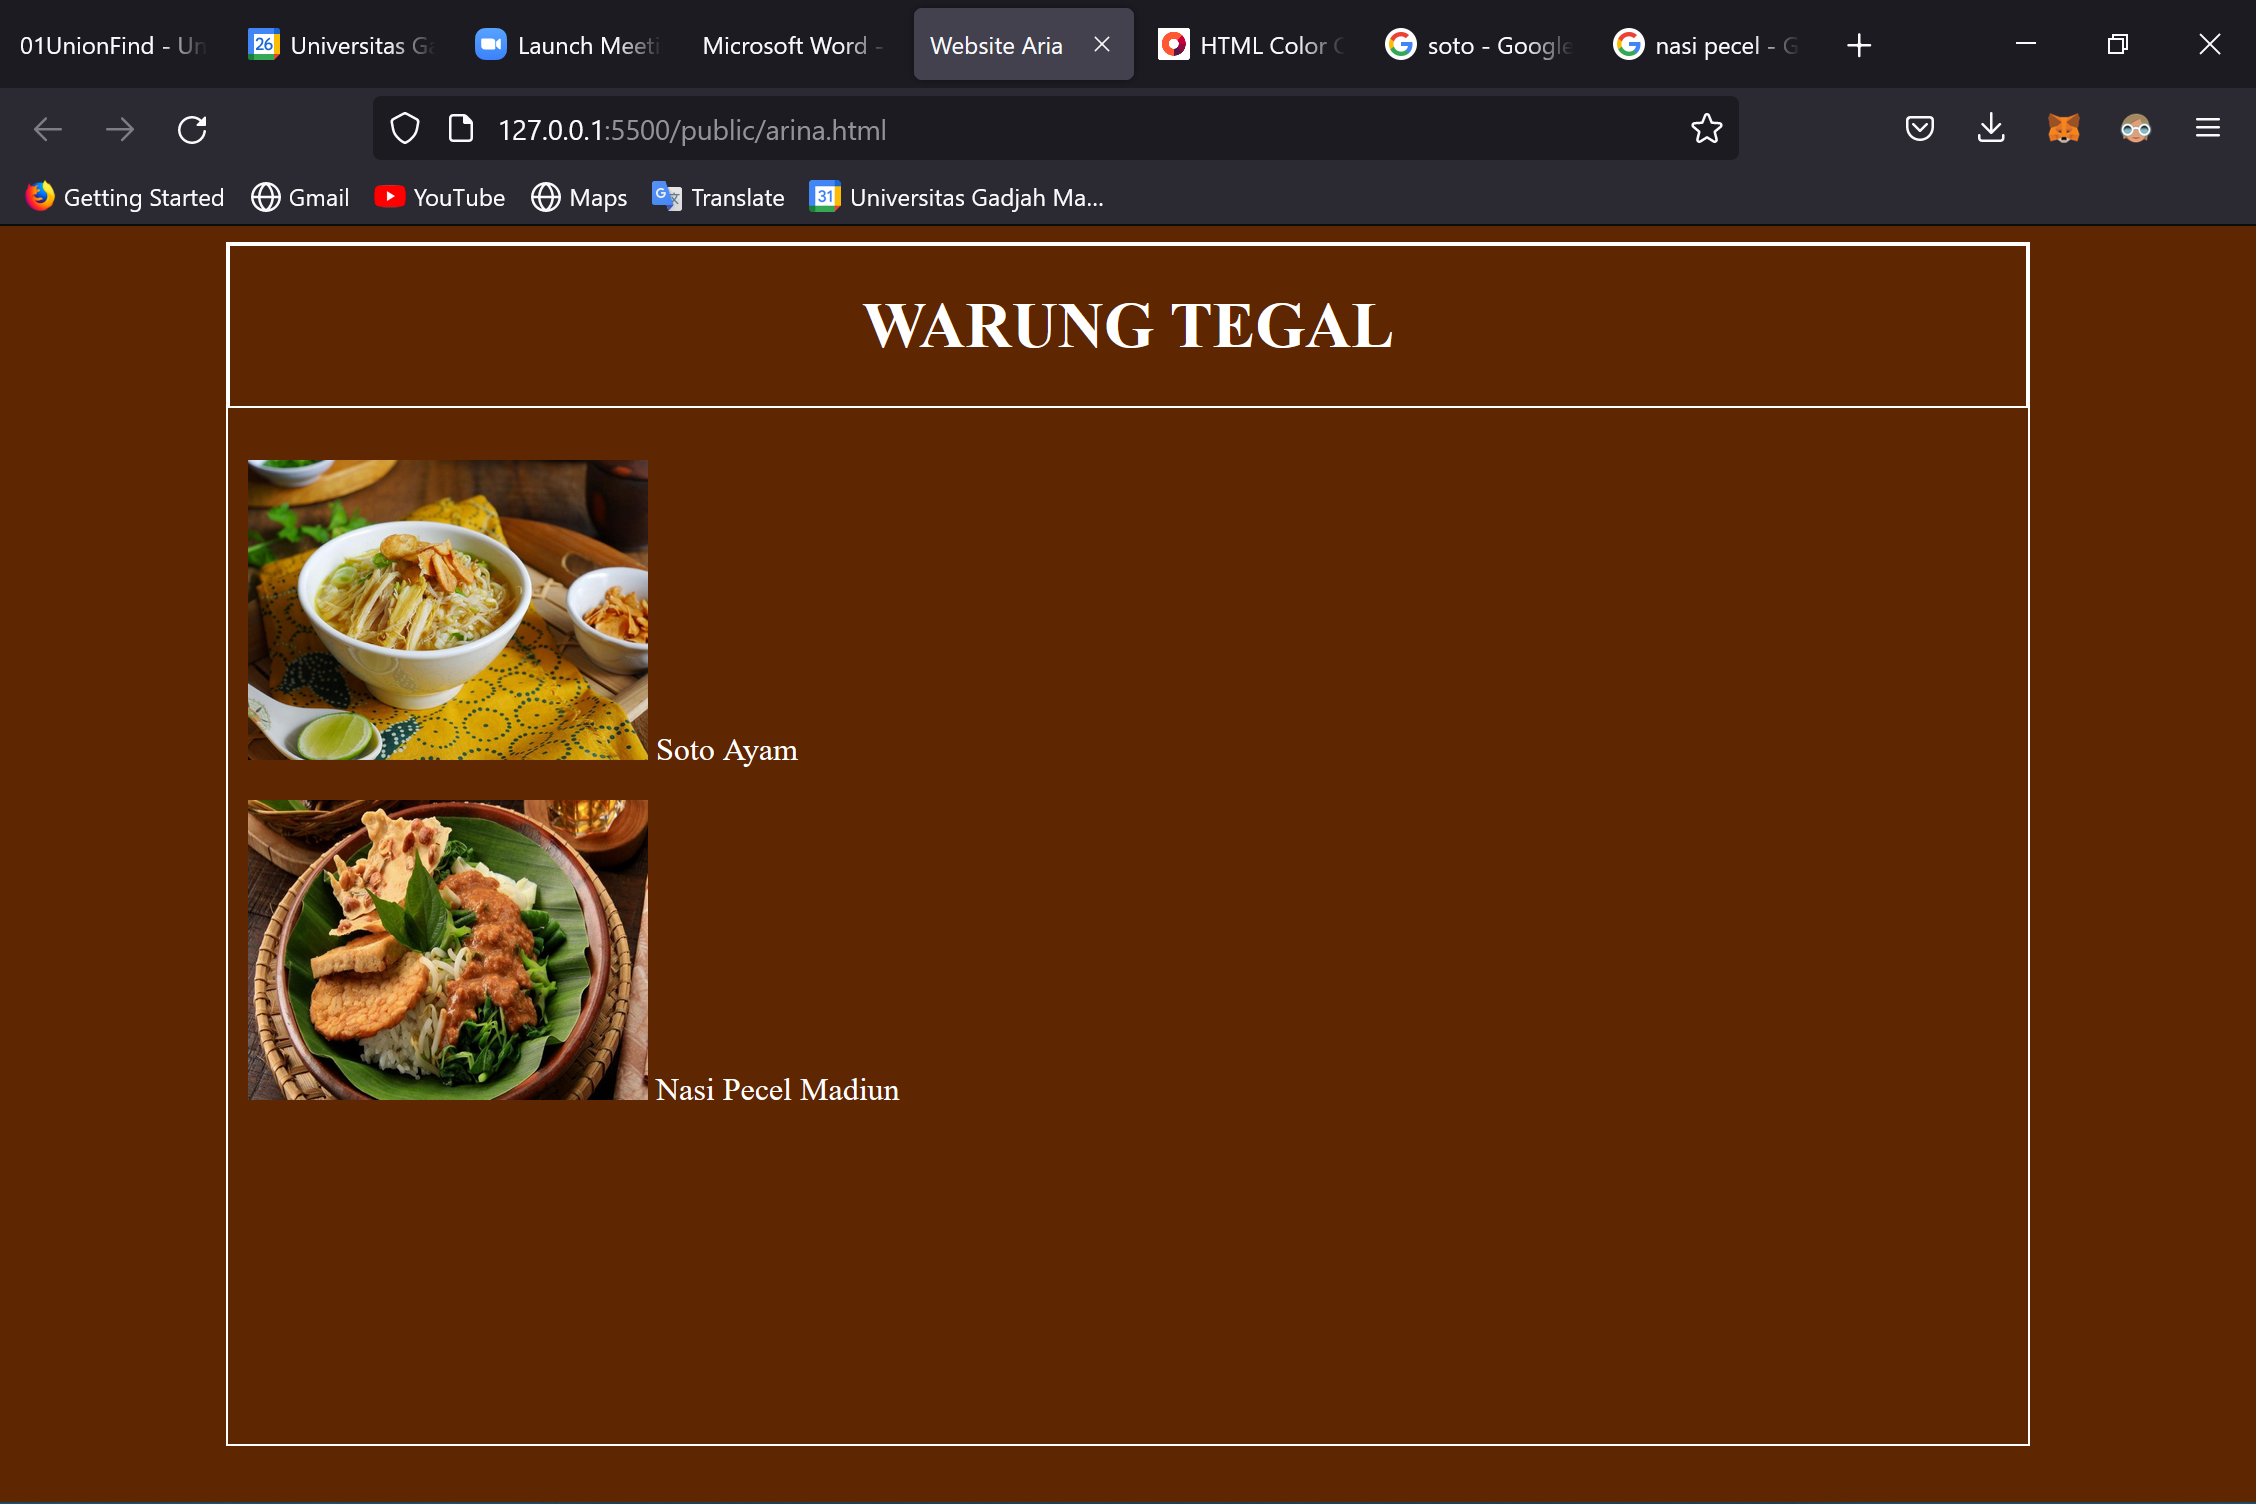 01UnionFind - Un
26 Universitas Ga
Launch Meeti
Microsoft Word -
Website Aria
HTML Color C
soto - Google
nasi pecel - G
127.0.0.1:5500/public/arina.html
Getting Started
Gmail
YouTube
Maps
Translate
31 Universitas Gadjah Ma...
WARUNG TEGAL
Soto Ayam
Nasi Pecel Madiun